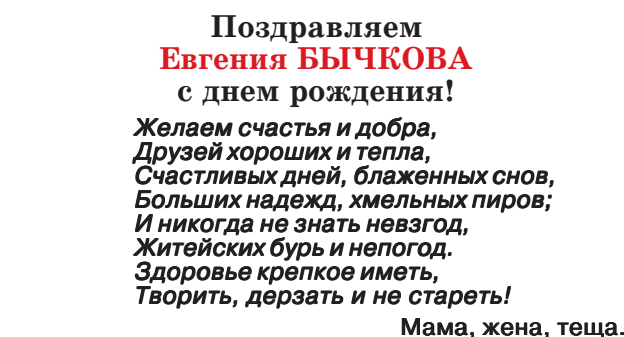 Поздравляем
Евгения БЫЧКОВА
с днем рождения!
Желаем счастья и добра,
Друзей хороших и тепла,
Счастливых дней, блаженных снов,
Больших надежд, хмельных пиров;
И никогда не знать невзгод,
Житейских бурь и непогод.
Здоровье крепкое иметь,
Творить, дерзать и не стареть!
Мама, жена, теща.